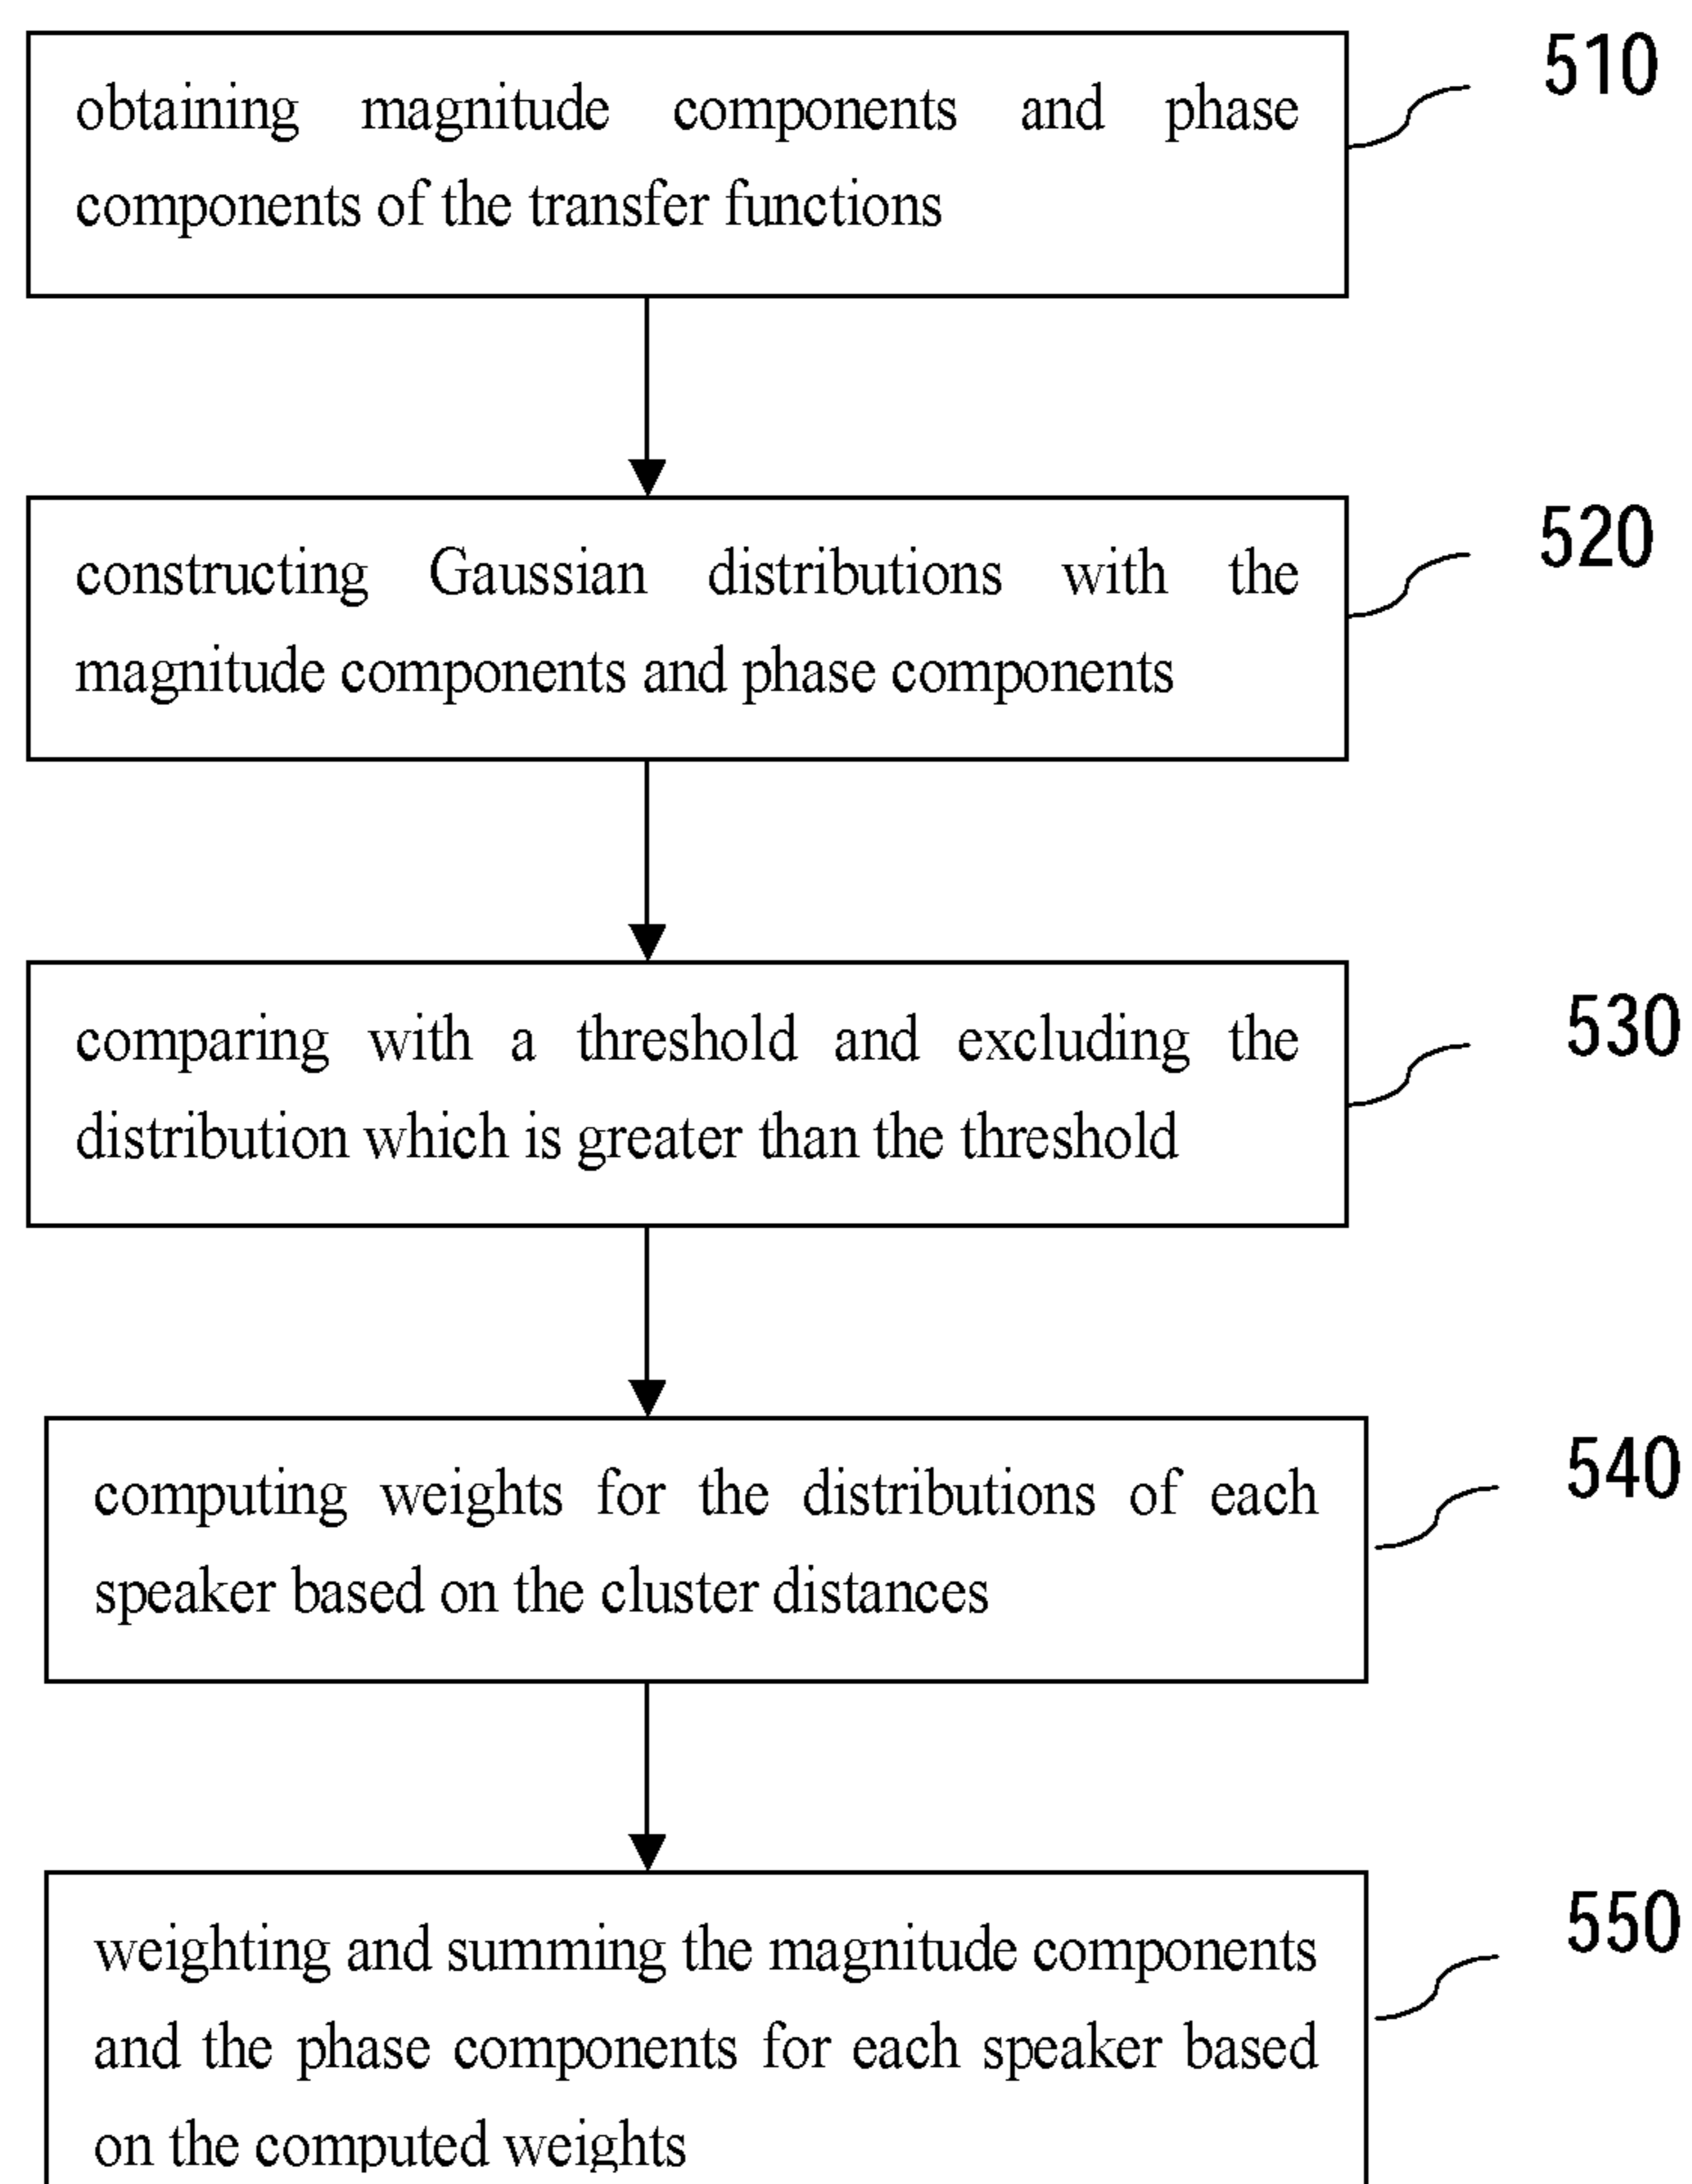 510
obtaining magnitude components and phase
components of the transfer functions
520
constructing Gaussian distributions with the
magnitude components and phase components
530
comparing with a threshold and excluding the
distribution which is greater than the threshold
540
computing weights for the distributions of each
speaker based on the cluster distances
550
weighting and summing the magnitude components
and the phase components for each speaker based
on the computed weights